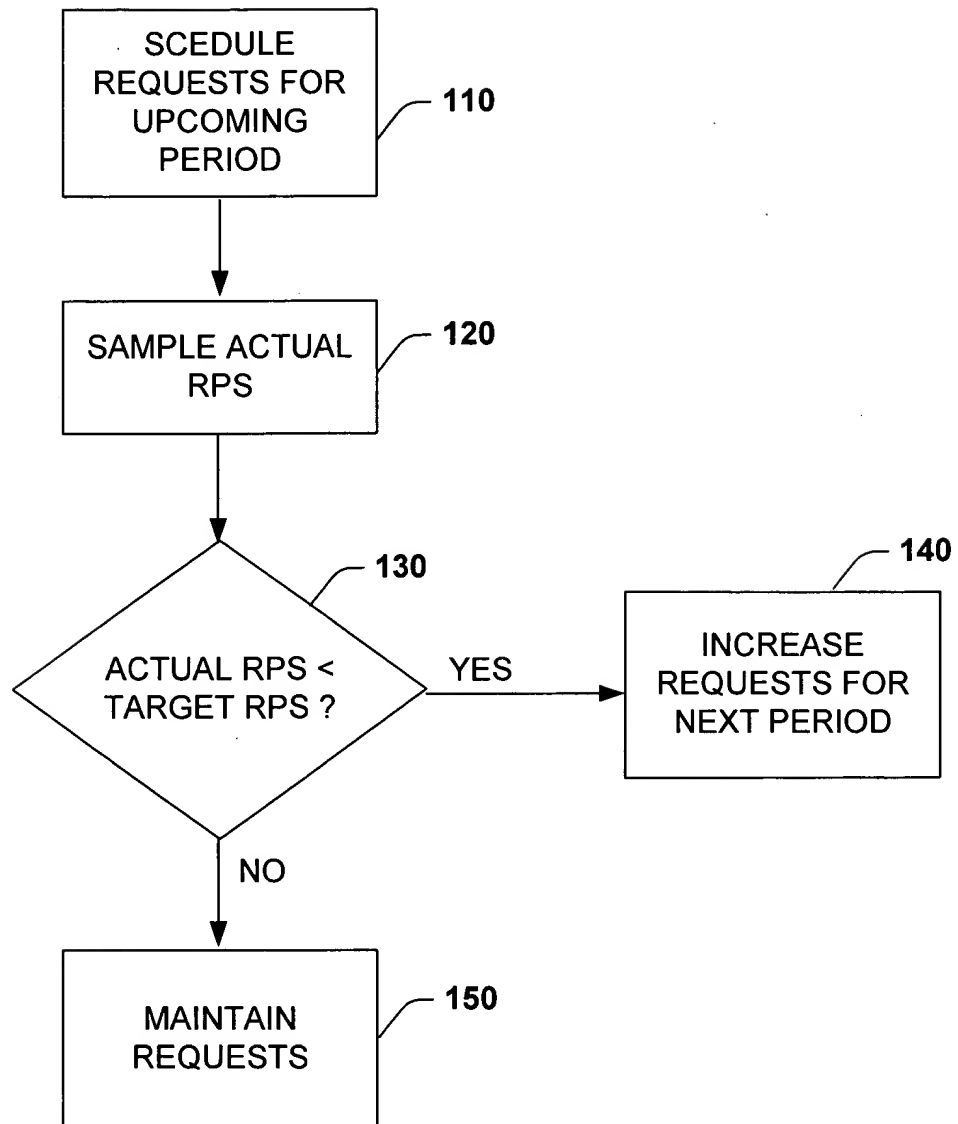 SCEDULE
REQUESTS FOR
UPCOMING
PERIOD
110
SAMPLE ACTUAL
RPS
120
130
ACTUAL RPS <
TARGET RPS ?
YES
140
INCREASE
REQUESTS FOR
NEXT PERIOD
NO
MAINTAIN
REQUESTS
150